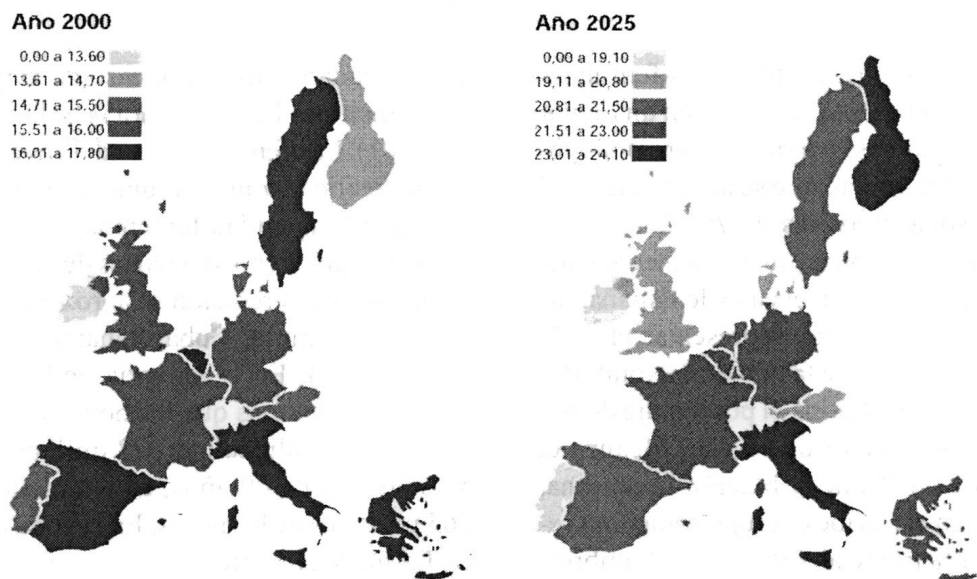 Año 2000
0,00 a 13.60
13,61 a 14,70
14,71 a 15.50
15,51 a 16.00
16,01 a 17,80
Año 2025
0,00 a 19,10
19,11 a 20,80
20,81 a 21,50
21.51 a 23.00
23.01 a 24,10